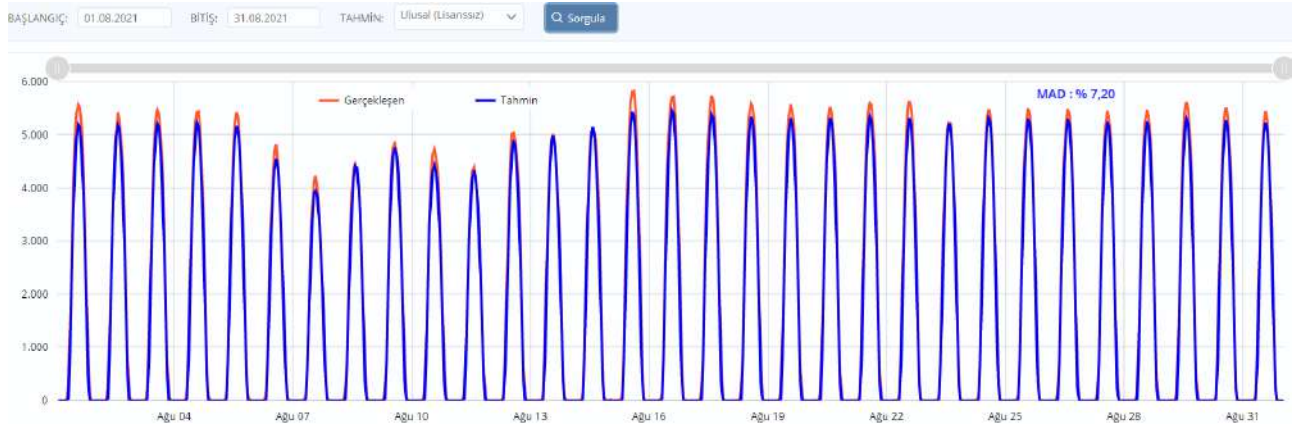 BAŞLANGIÇ: 01.08.2021 BİTİŞ: 31.08.2021 TAHMİN: Ulusal (Lisanssız) Sorgula
6.000
Gerçekleşen Tahmin MAD : % 7,20
5.000
4.000
3.000
2.000
1.000
0
Ağu 04 Ağu 07 Ağu 10 Ağu 13 Ağu 16 Ağu 19 Ağu 22 Ağu 25 Ağu 28 Ağu 31